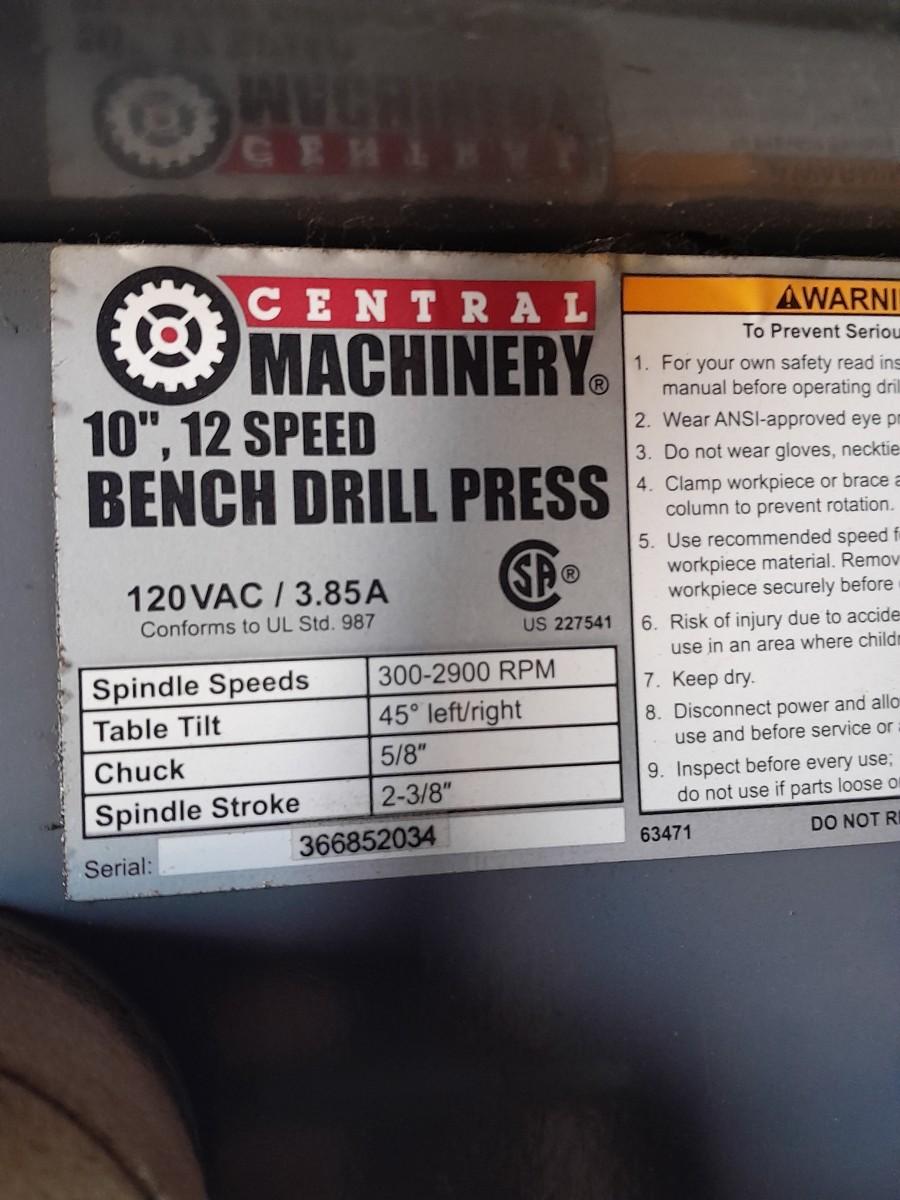 CENTRAL
MACHINERY®
10", 12 SPEED
BENCH DRILL PRESS
120VAC / 3.85A
Conforms to UL Std. 987
SA ®
US 227541
Spindle Speeds 300-2900 RPM
Table Tilt 45° left/right
Chuck 5/8"
Spindle Stroke 2-3/8"
Serial: 366852034
⚠WARNI
To Prevent Seriou
1. For your own safety read ins
manual before operating dril
2. Wear ANSI-approved eye pr
3. Do not wear gloves, necktie
4. Clamp workpiece or brace a
column to prevent rotation.
5. Use recommended speed f
workpiece material. Remov
workpiece securely before
6. Risk of injury due to accide
use in an area where childr
7. Keep dry.
8. Disconnect power and allo
use and before service or
9. Inspect before every use;
do not use if parts loose o
63471 DO NOT R